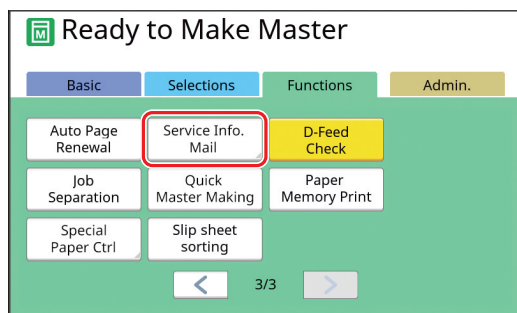 M Ready to Make Master
Basic Selections Functions Admin.
Auto Page Service Info. D-Feed
Renewal Mail Check
Job Quick Paper
Separation Master Making Memory Print
Special Slip sheet
Paper Ctrl sorting
< 3/3 >